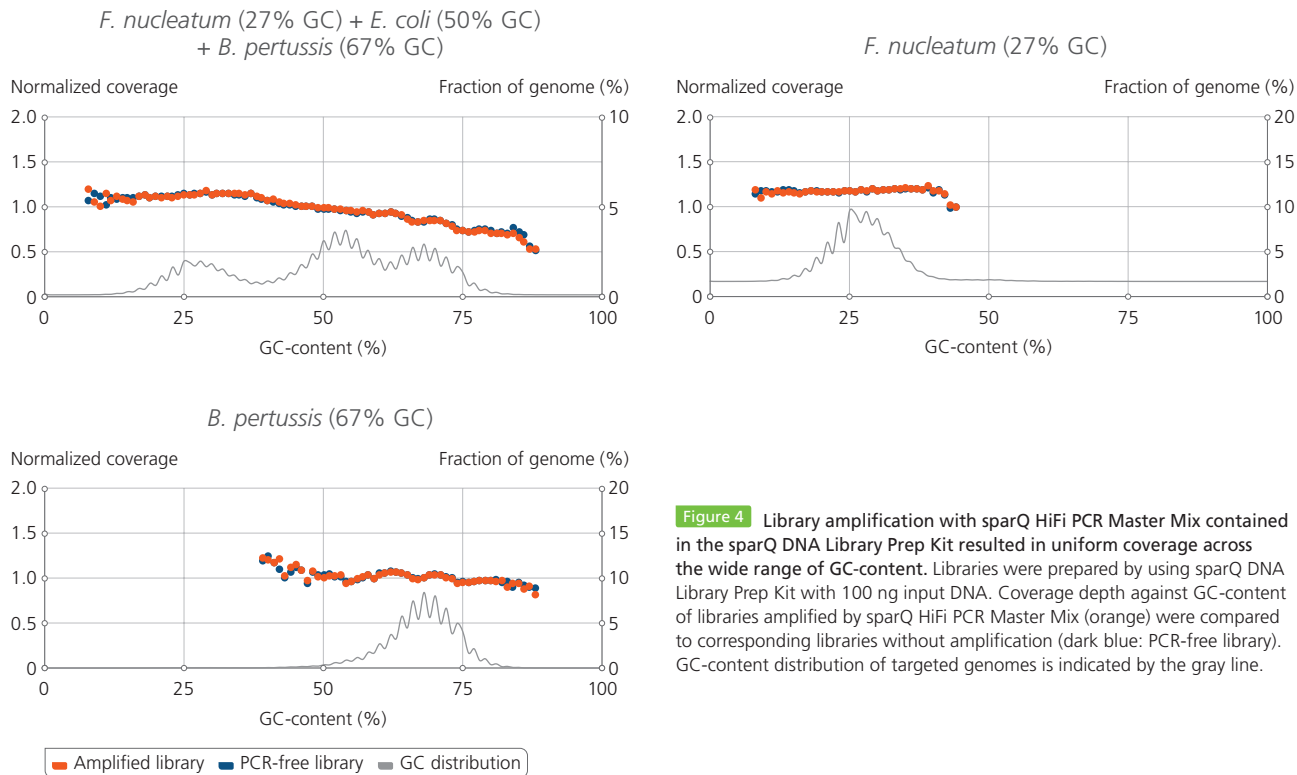 F. nucleatum (27% GC) + E. coli (50% GC)
+ B. pertussis (67% GC)
Normalized coverage Fraction of genome (%)
2.0 10
1.5
1.0 5
0.5
0 0
0 25 50 75 100
GC-content (%)
F. nucleatum (27% GC)
Normalized coverage Fraction of genome (%)
2.0 20
1.5 15
1.0 10
0.5 5
0 0
0 25 50 75 100
GC-content (%)
B. pertussis (67% GC)
Normalized coverage Fraction of genome (%)
2.0 20
1.5 15
1.0 10
0.5 5
0 0
0 25 50 75 100
GC-content (%)
Amplified library PCR-free library GC distribution
Figure 4 Library amplification with sparQ HiFi PCR Master Mix contained
in the sparQ DNA Library Prep Kit resulted in uniform coverage across
the wide range of GC-content. Libraries were prepared by using sparQ DNA
Library Prep Kit with 100 ng input DNA. Coverage depth against GC-content
of libraries amplified by sparQ HiFi PCR Master Mix (orange) were compared
to corresponding libraries without amplification (dark blue: PCR-free library).
GC-content distribution of targeted genomes is indicated by the gray line.